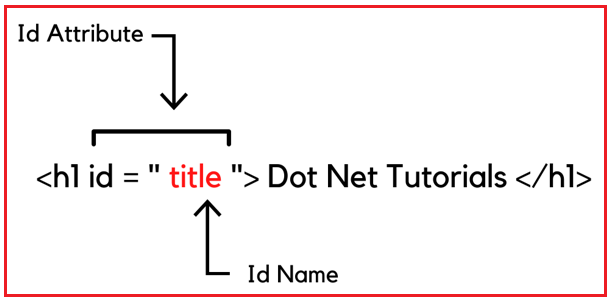 Id Attribute
<h1 id = " title "> Dot Net Tutorials </h1>
Id Name